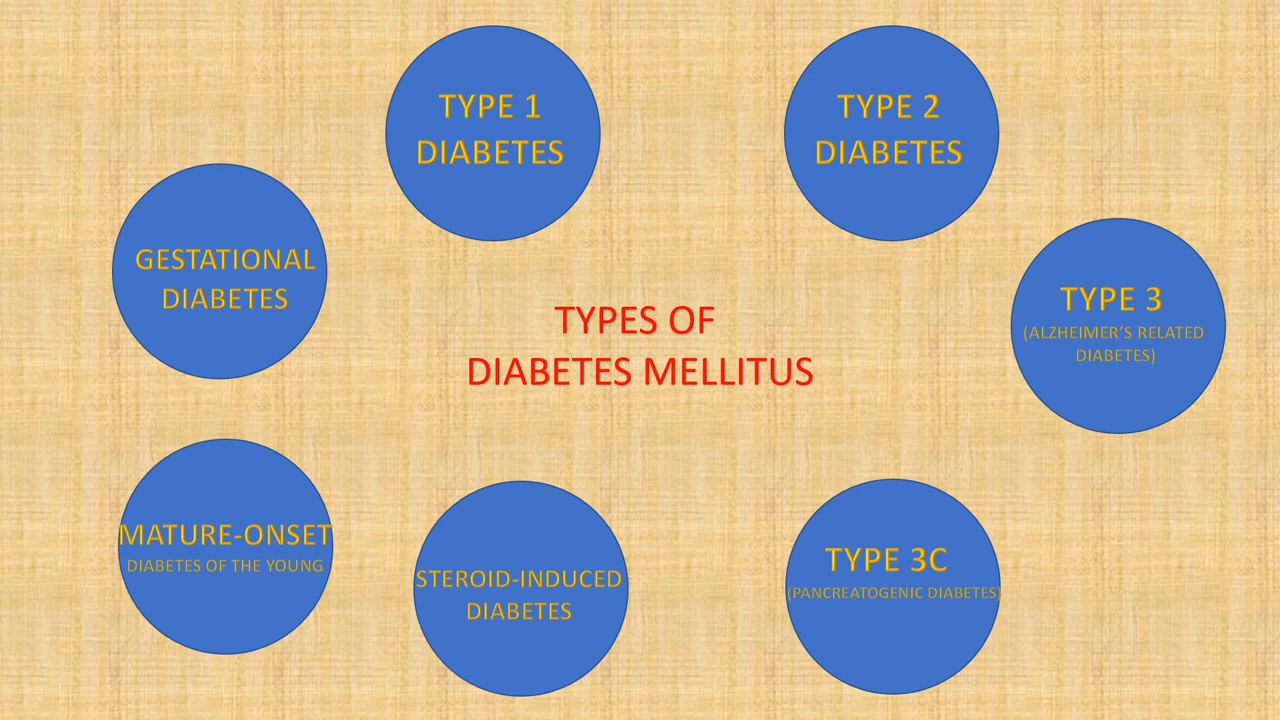 TYPE 1
DIABETES
TYPE 2
DIABETES
GESTATIONAL
DIABETES
TYPES OF
DIABETES MELLITUS
TYPE 3
(ALZHEIMER'S RELATED
DIABETES)
MATURE-ONSET
DIABETES OF THE YOUNG
STEROID-INDUCED
DIABETES
TYPE 3C
(PANCREATOGENIC DIABETES)